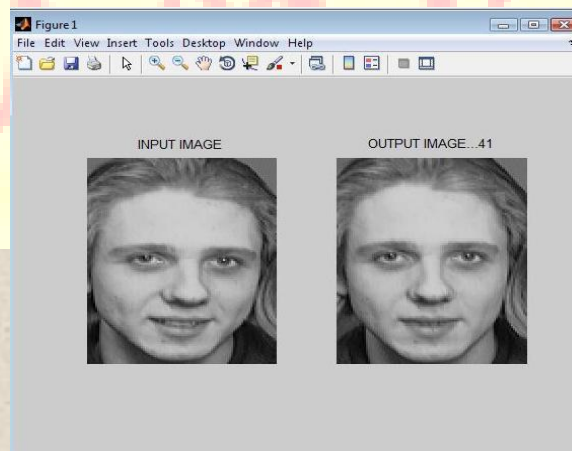 Figure 1
File Edit View Insert Tools Desktop Window Help
INPUT IMAGE
OUTPUT IMAGE...41